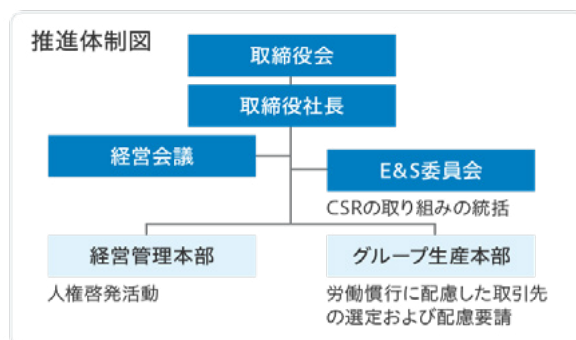 推進体制図
取締役会
取締役社長
経営会議
E&S委員会
CSRの取り組みの統括
経営管理本部
人権啓発活動
グループ生産本部
労働慣行に配慮した取引先
の選定および配慮要請